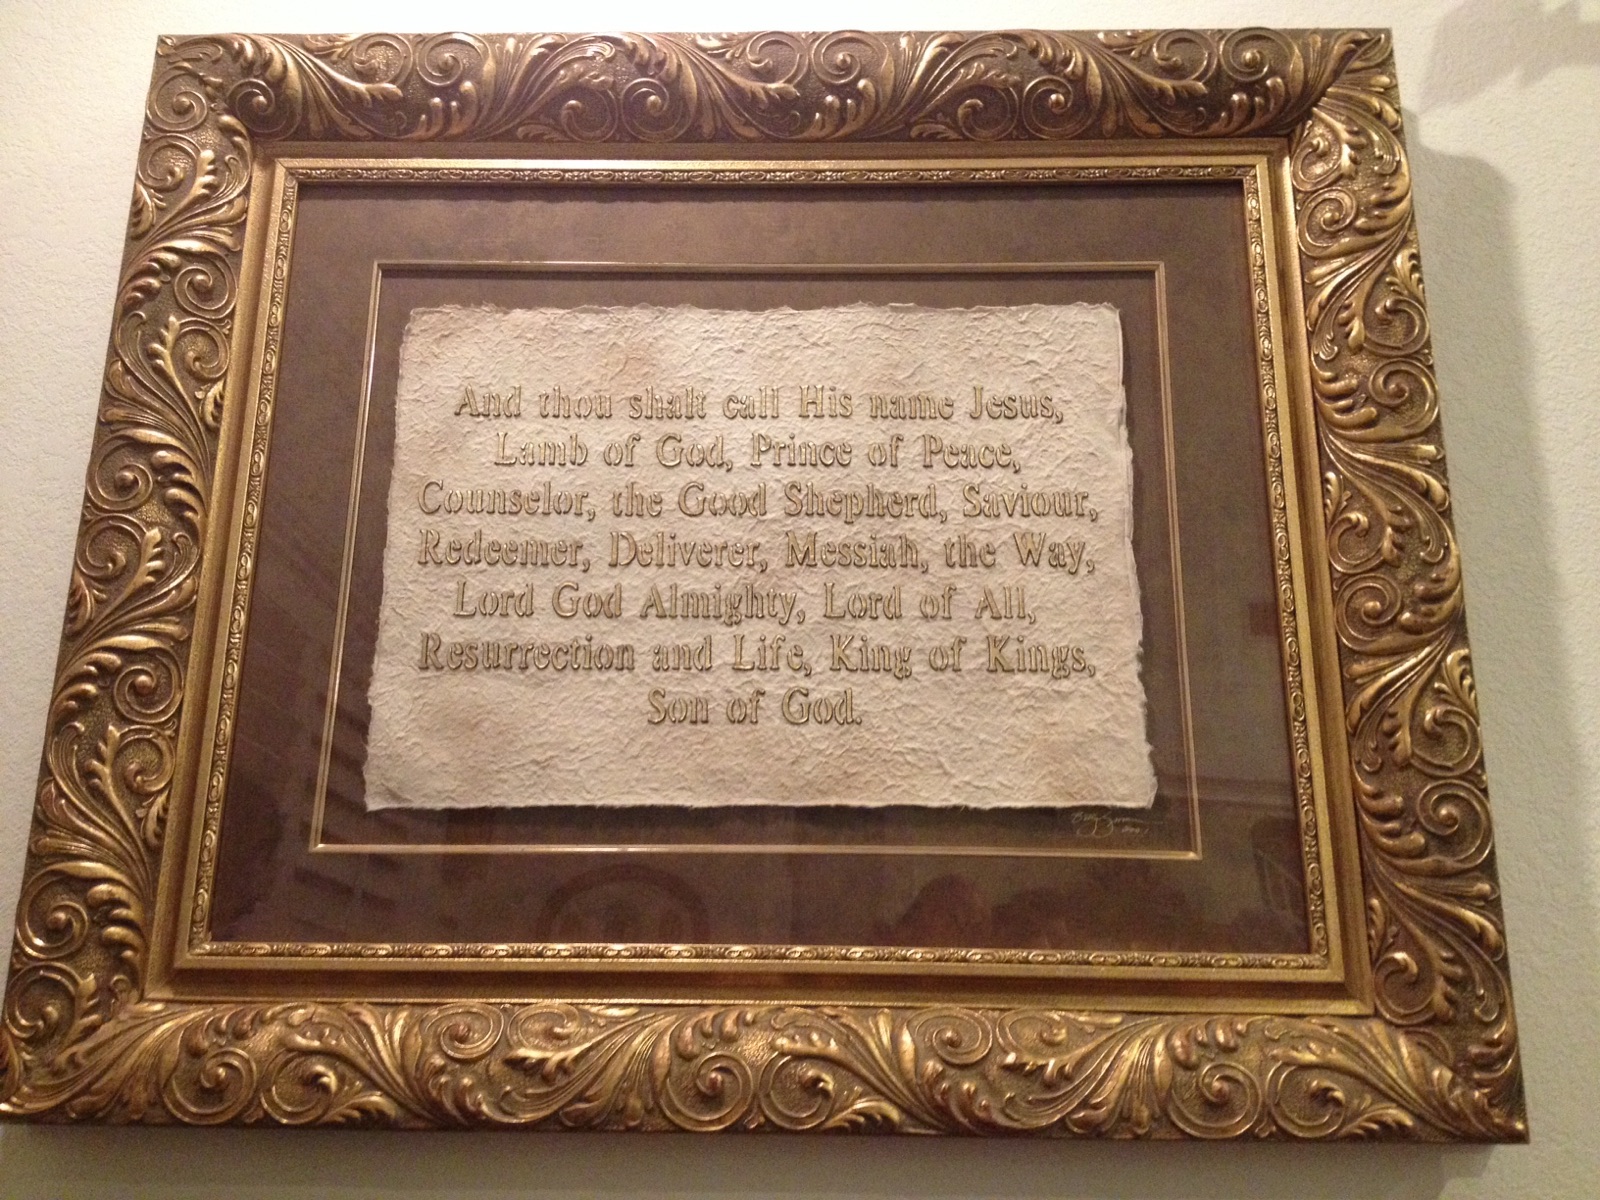 And thou shalt call His name Jesus,
Lamb of God, Prince of Peace,
Counselor, the Good Shepherd, Saviour,
Redeemer, Deliverer, Messiah, the Way,
Lord God Almighty, Lord of All,
Resurrection and Life, King of Kings,
Son of God.